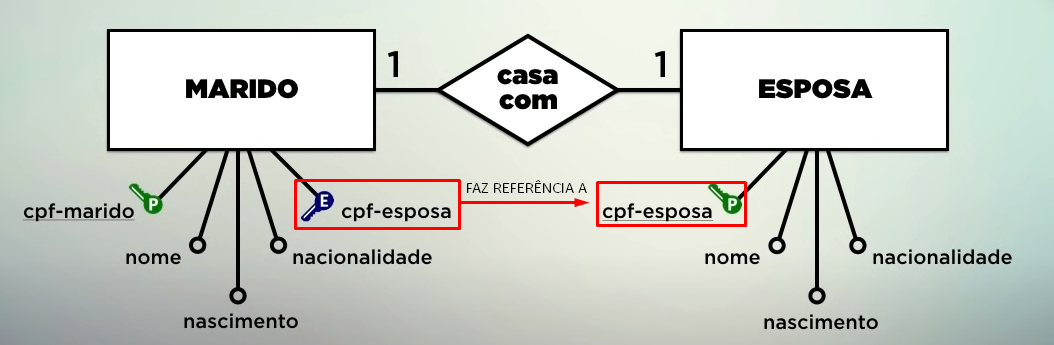 MARIDO
1
casa
com
1
ESPOSA
cpf-marido
P
E
cpf-esposa
FAZ REFERÊNCIA A
cpf-esposa
P
nome
nacionalidade
nascimento
nome
nacionalidade
nascimento